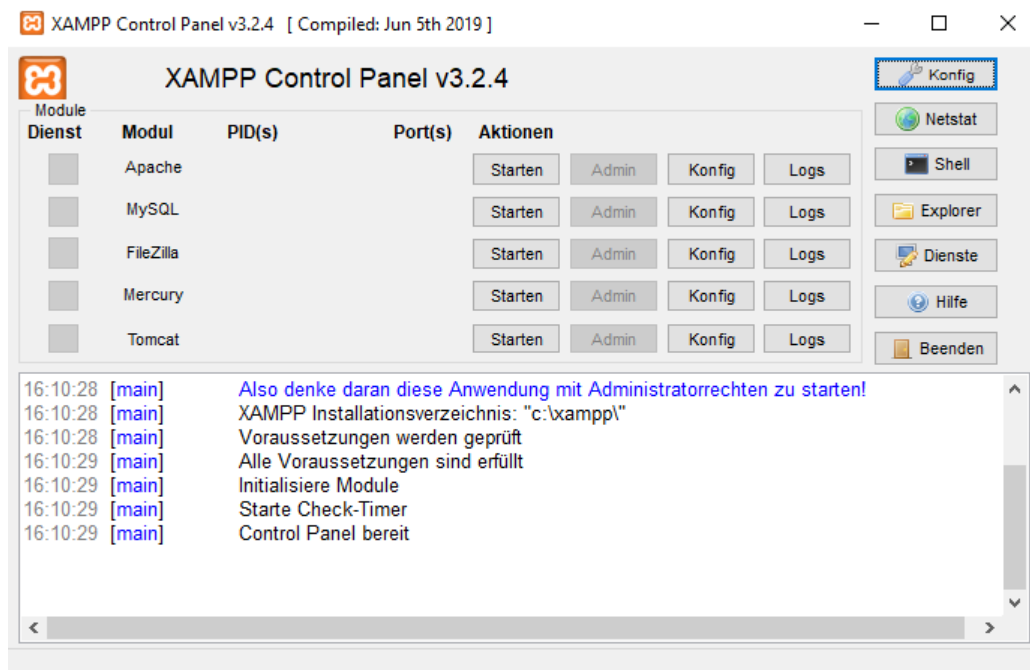 XAMPP Control Panel v3.2.4 [ Compiled: Jun 5th 2019 ]
XAMPP Control Panel v3.2.4
Konfig
Module
Dienst Modul PID(s) Port(s) Aktionen
Netstat
Apache Starten Admin Konfig Logs
Shell
MySQL Starten Admin Konfig Logs
Explorer
FileZilla Starten Admin Konfig Logs
Dienste
Mercury Starten Admin Konfig Logs
Hilfe
Tomcat Starten Admin Konfig Logs
Beenden
16:10:28 [main] Also denke daran diese Anwendung mit Administratorrechten zu starten!
16:10:28 [main] XAMPP Installationsverzeichnis: "c:\xampp\"
16:10:28 [main] Voraussetzungen werden geprüft
16:10:29 [main] Alle Voraussetzungen sind erfüllt
16:10:29 [main] Initialisiere Module
16:10:29 [main] Starte Check-Timer
16:10:29 [main] Control Panel bereit